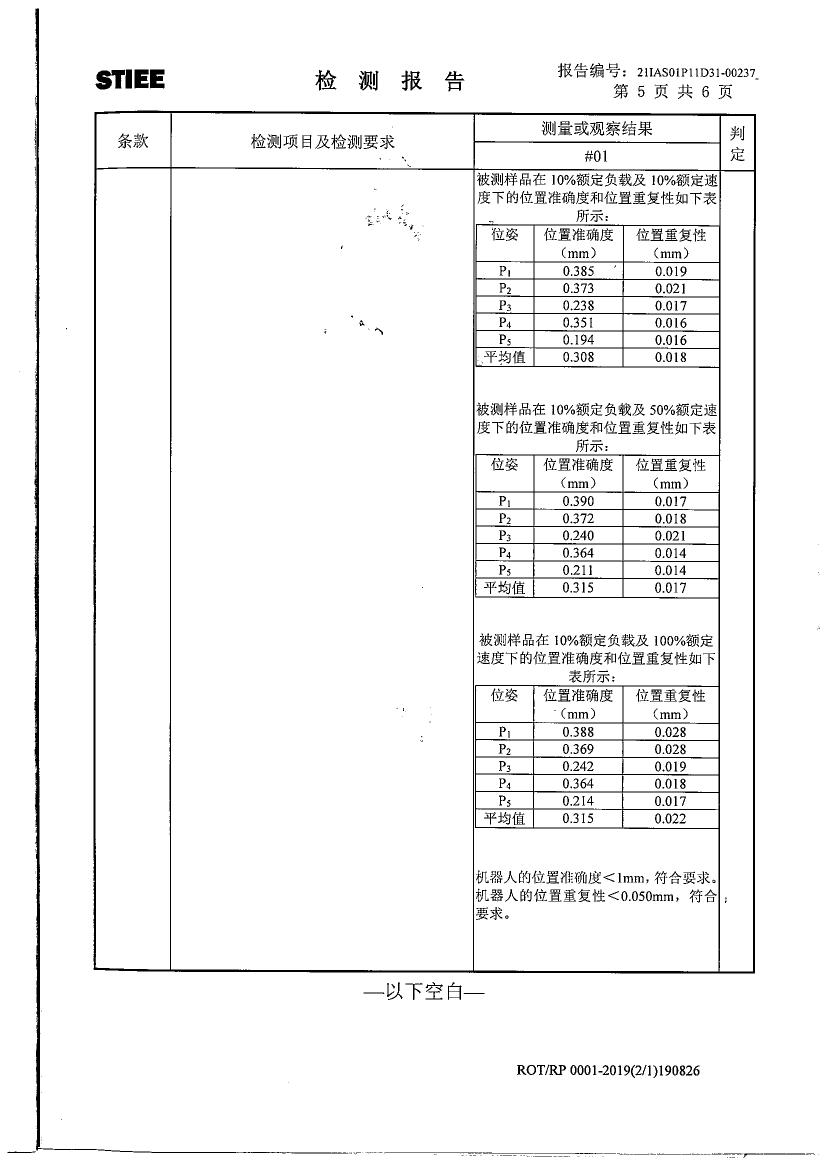 STIEE
检 测 报 告
报告编号：21IAS01P11D31-00237
第 5 页 共 6 页
条款
检测项目及检测要求
测量或观察结果
#01
判定
被测样品在 10%额定负载及 10%额定速
度下的位置准确度和位置重复性如下表
所示：
位姿 位置准确度（mm） 位置重复性（mm）
P1 0.385 0.019
P2 0.373 0.021
P3 0.238 0.017
P4 0.351 0.016
P5 0.194 0.016
平均值 0.308 0.018
被测样品在 10%额定负载及 50%额定速
度下的位置准确度和位置重复性如下表
所示：
位姿 位置准确度（mm） 位置重复性（mm）
P1 0.390 0.017
P2 0.372 0.018
P3 0.240 0.021
P4 0.364 0.014
P5 0.211 0.014
平均值 0.315 0.017
被测样品在 10%额定负载及 100%额定
速度下的位置准确度和位置重复性如下
表所示：
位姿 位置准确度（mm） 位置重复性（mm）
P1 0.388 0.028
P2 0.369 0.028
P3 0.242 0.019
P4 0.364 0.018
P5 0.214 0.017
平均值 0.315 0.022
机器人的位置准确度＜1mm，符合要求。
机器人的位置重复性＜0.050mm，符合
要求。
—以下空白—
ROT/RP 0001-2019(2/1)190826